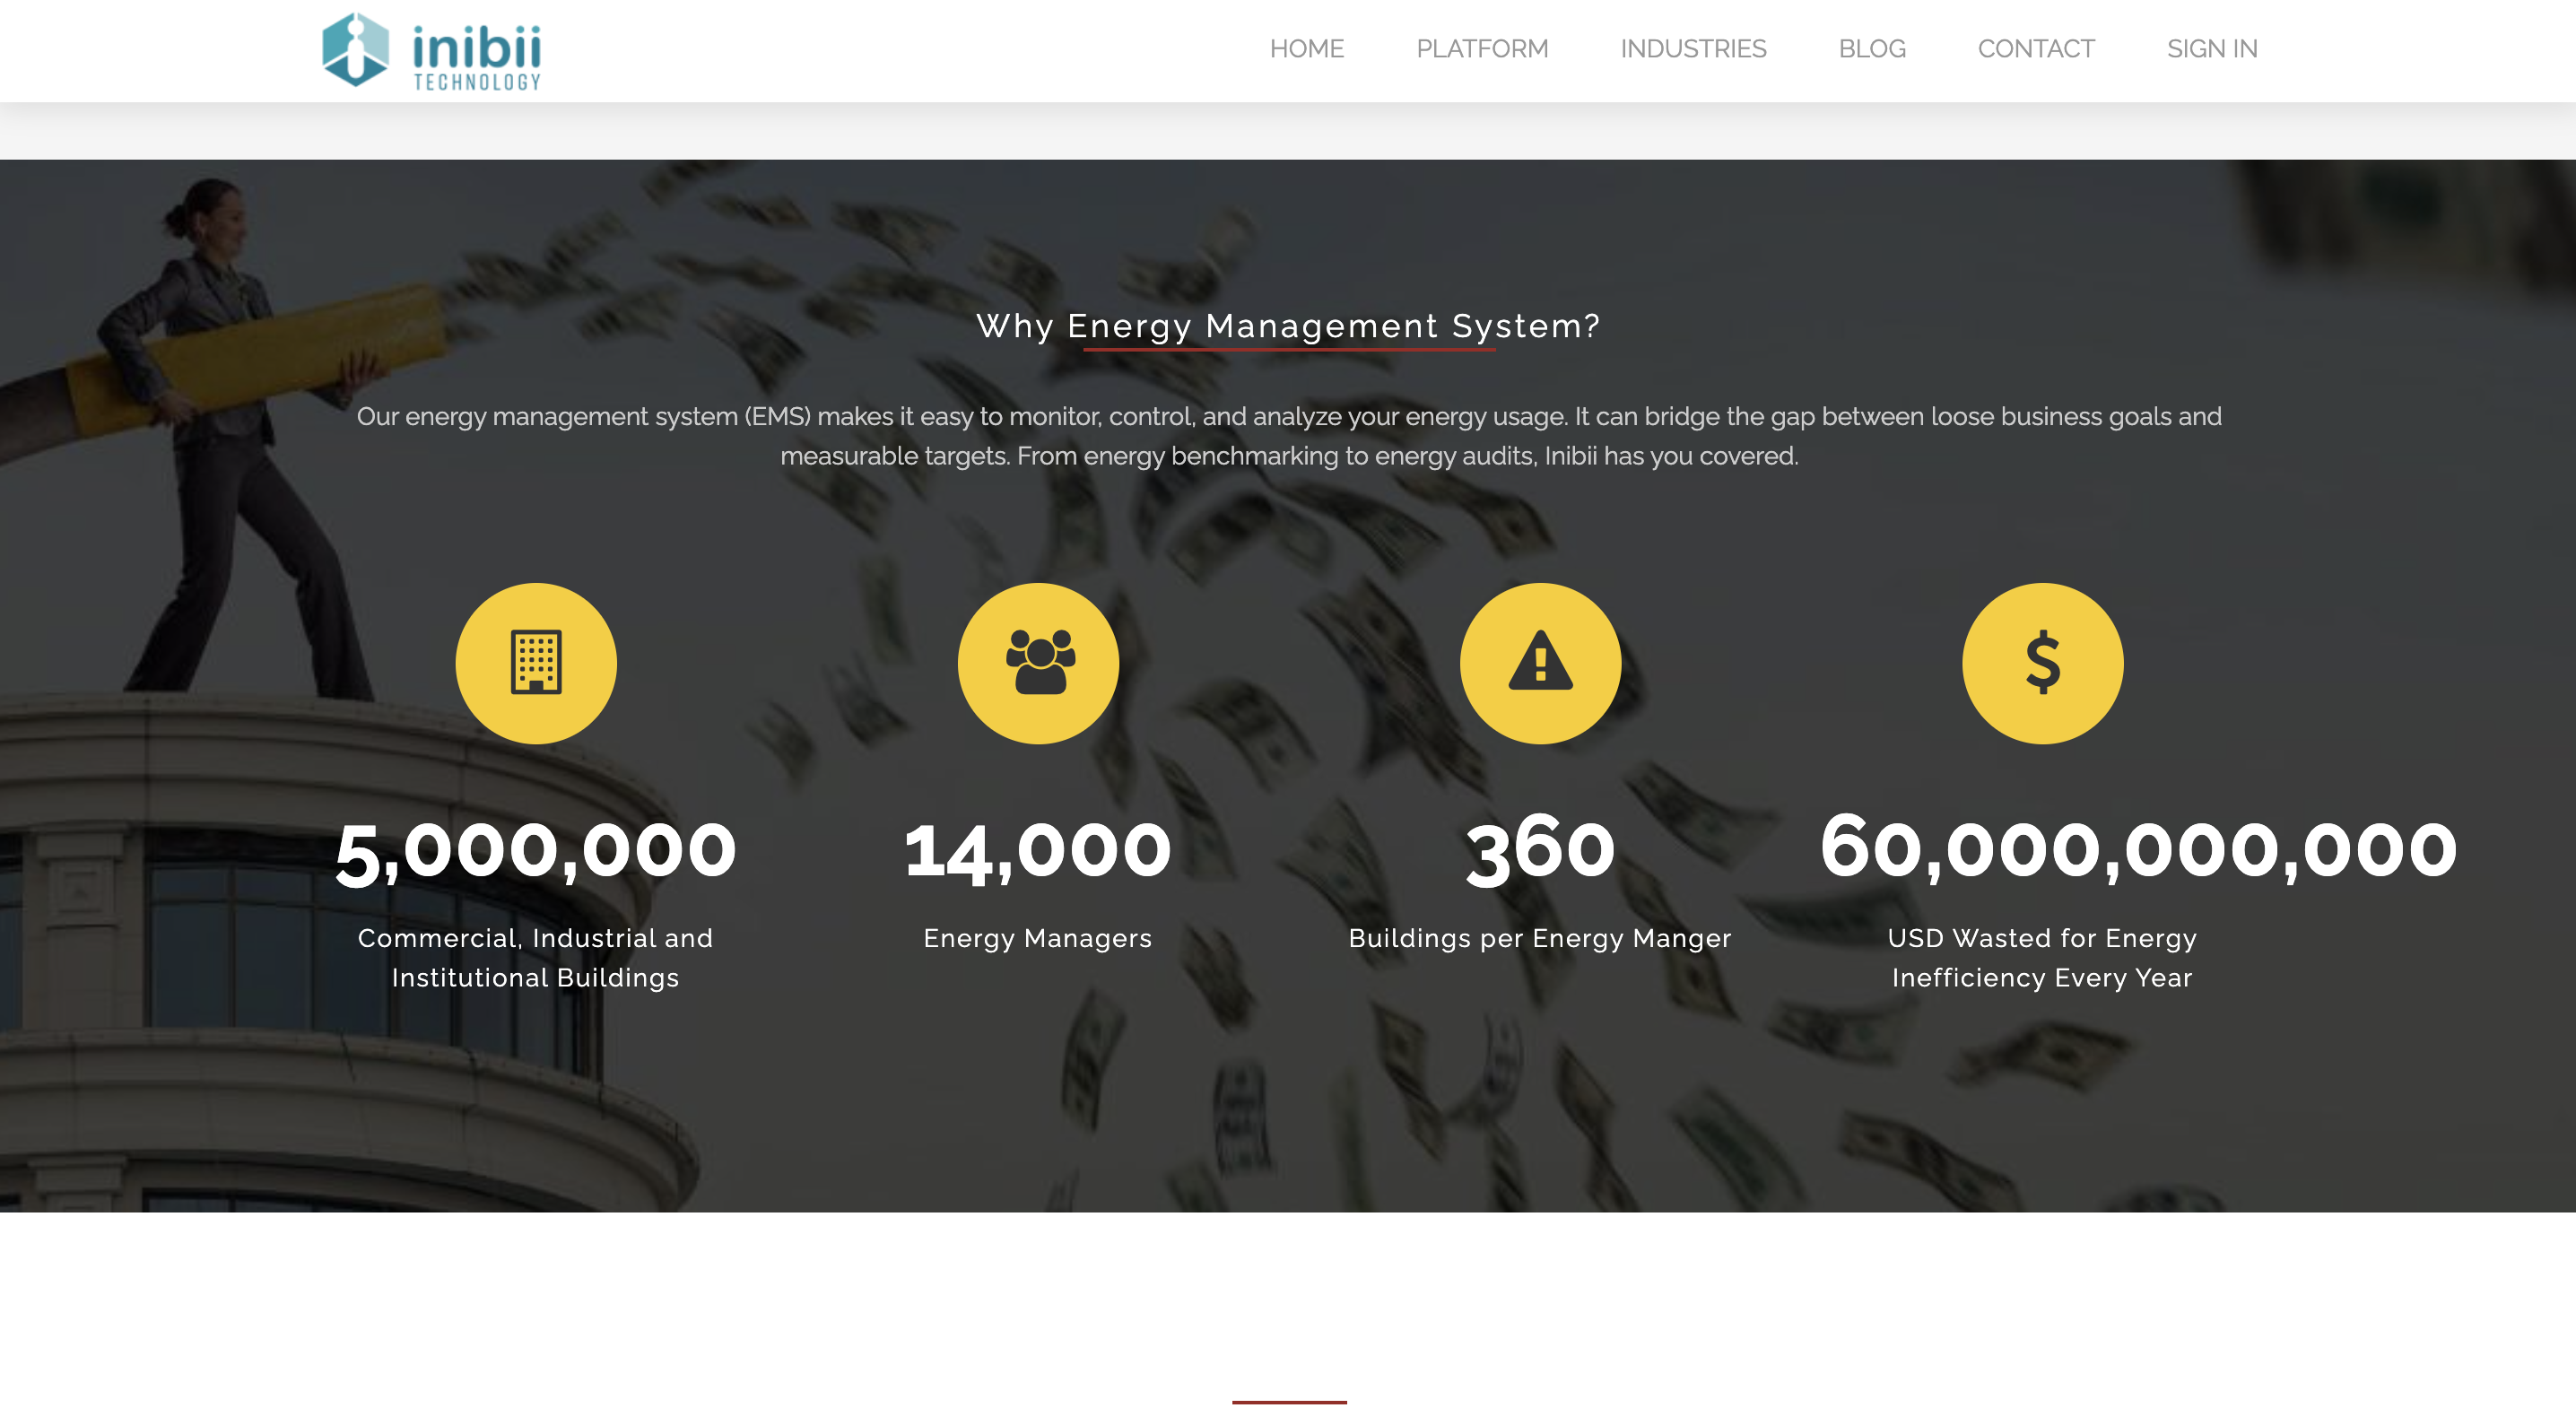 inibii
TECHNOLOGY
HOME PLATFORM INDUSTRIES BLOG CONTACT SIGN IN
Why Energy Management System?
Our energy management system (EMS) makes it easy to monitor, control, and analyze your energy usage. It can bridge the gap between loose business goals and
measurable targets. From energy benchmarking to energy audits, Inibii has you covered.
5,000,000
Commercial, Industrial and
Institutional Buildings
14,000
Energy Managers
360
Buildings per Energy Manger
60,000,000,000
USD Wasted for Energy
Inefficiency Every Year